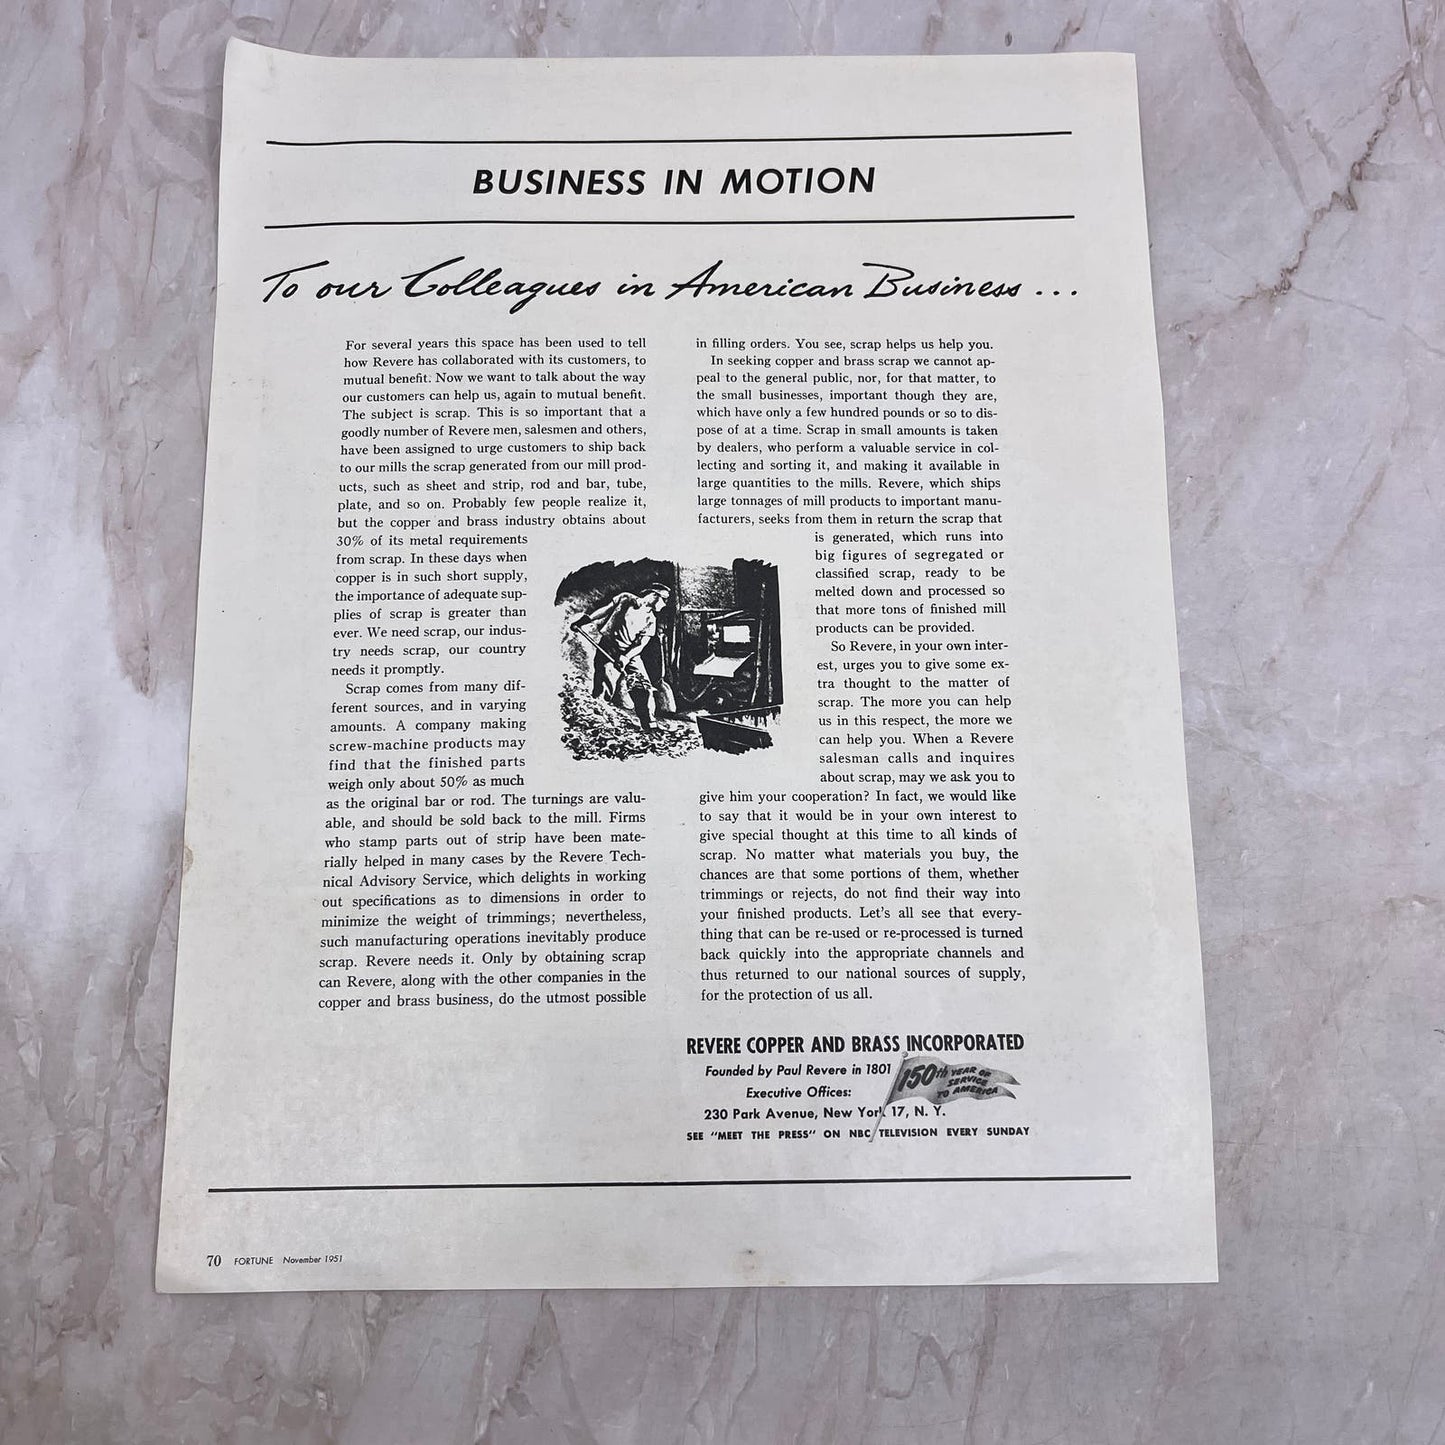 BUSINESS IN MOTION
To our Colleagues in American Business ...
For several years this space has been used to tell
how Revere has collaborated with its customers, to
mutual benefit. Now we want to talk about the way
our customers can help us, again to mutual benefit.
The subject is scrap. This is so important that a
goodly number of Revere men, salesmen and others,
have been assigned to urge customers to ship back
to our mills the scrap generated from our mill prod-
ucts, such as sheet and strip, rod and bar, tube,
plate, and so on. Probably few people realize it,
but the copper and brass industry obtains about
30% of its metal requirements
from scrap. In these days when
copper is in such short supply,
the importance of adequate sup-
plies of scrap is greater than
ever. We need scrap, our indus-
try needs scrap, our country
needs it promptly.
Scrap comes from many dif-
ferent sources, and in varying
amounts. A company making
screw-machine products may
find that the finished parts
weigh only about 50% as much
as the original bar or rod. The turnings are valu-
able, and should be sold back to the mill. Firms
who stamp parts out of strip have been mate-
rially helped in many cases by the Revere Tech-
nical Advisory Service, which delights in working
out specifications as to dimensions in order to
minimize the weight of trimmings; nevertheless,
such manufacturing operations inevitably produce
scrap. Revere needs it. Only by obtaining scrap
can Revere, along with the other companies in the
copper and brass business, do the utmost possible
in filling orders. You see, scrap helps us help you.
In seeking copper and brass scrap we cannot ap-
peal to the general public, nor, for that matter, to
the small businesses, important though they are,
which have only a few hundred pounds or so to dis-
pose of at a time. Scrap in small amounts is taken
by dealers, who perform a valuable service in col-
lecting and sorting it, and making it available in
large quantities to the mills. Revere, which ships
large tonnages of mill products to important manu-
facturers, seeks from them in return the scrap that
is generated, which runs into
big figures of segregated or
classified scrap, ready to be
melted down and processed so
that more tons of finished mill
products can be provided.
So Revere, in your own inter-
est, urges you to give some ex-
tra thought to the matter of
scrap. The more you can help
us in this respect, the more we
can help you. When a Revere
salesman calls and inquires
about scrap, may we ask you to
give him your cooperation? In fact, we would like
to say that it would be in your own interest to
give special thought at this time to all kinds of
scrap. No matter what materials you buy, the
chances are that some portions of them, whether
trimmings or rejects, do not find their way into
your finished products. Let's all see that every-
thing that can be re-used or re-processed is turned
back quickly into the appropriate channels and
thus returned to our national sources of supply,
for the protection of us all.
REVERE COPPER AND BRASS INCORPORATED
Founded by Paul Revere in 1801
Executive Offices:
230 Park Avenue, New York 17, N. Y.
SEE "MEET THE PRESS" ON NBC TELEVISION EVERY SUNDAY
150th YEAR OF
SERVICE
TO AMERICA
70 FORTUNE November 1951